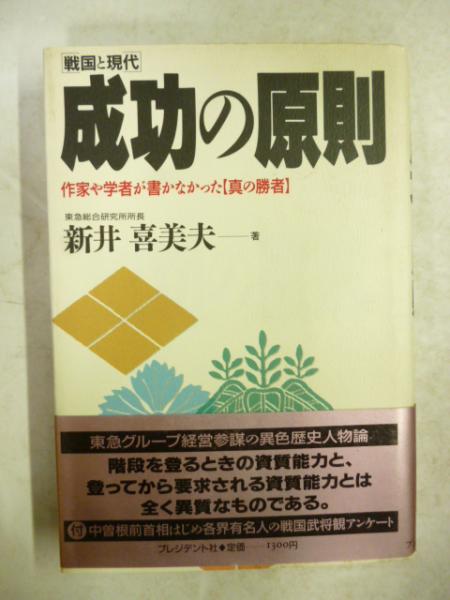 ［戦国と現代］
成功の原則
作家や学者が書かなかった【真の勝者】
東急総合研究所所長
新井 喜美夫──著
東急グループ経営参謀の異色歴史人物論
階段を登るときの資質能力と、
登ってから要求される資質能力とは
全く異質なものである。
付 中曽根前首相はじめ各界有名人の戦国武将観アンケート
プレジデント社◆定価──1300円